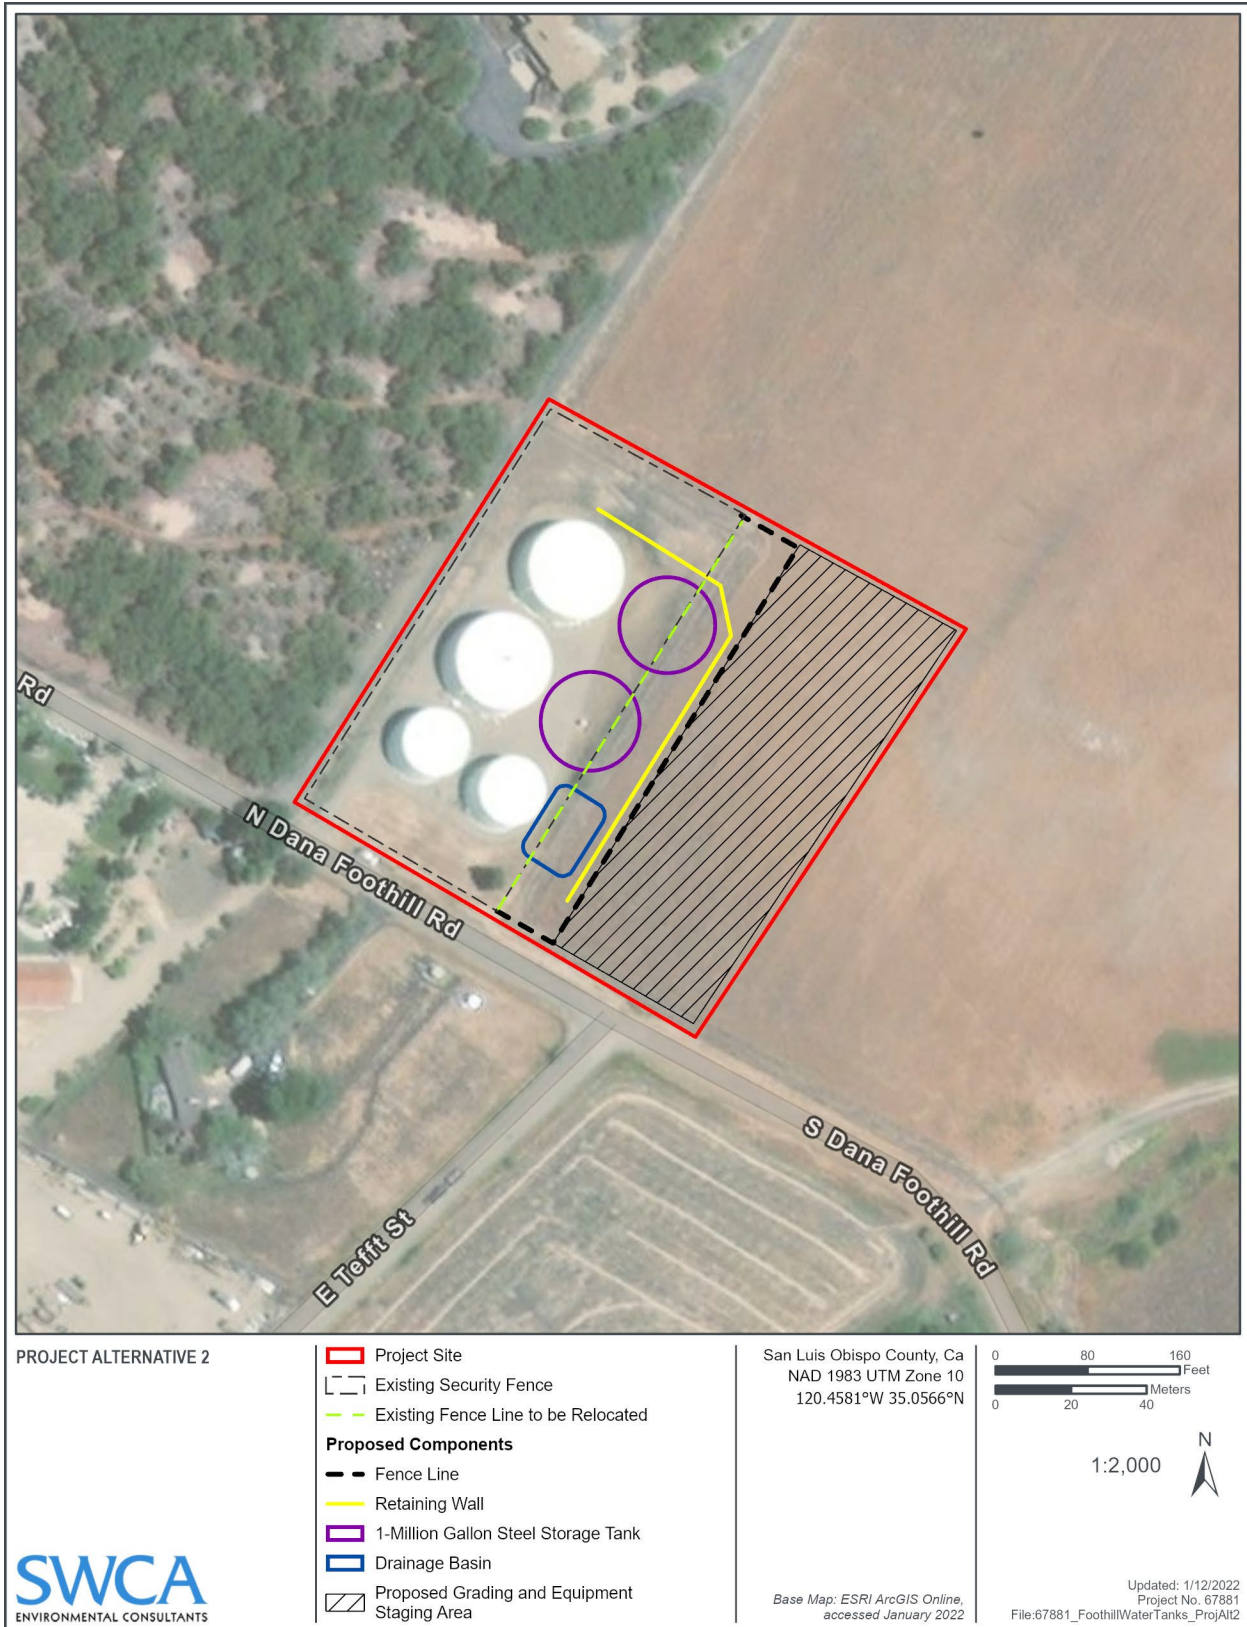 Rd
N Dana Foothill Rd
S Dana Foothill Rd
E Tefft St
PROJECT ALTERNATIVE 2
SWCA
ENVIRONMENTAL CONSULTANTS
Project Site
Existing Security Fence
Existing Fence Line to be Relocated
Proposed Components
Fence Line
Retaining Wall
1-Million Gallon Steel Storage Tank
Drainage Basin
Proposed Grading and Equipment
Staging Area
San Luis Obispo County, Ca
NAD 1983 UTM Zone 10
120.4581°W 35.0566°N
Base Map: ESRI ArcGIS Online,
accessed January 2022
0 80 160
Feet
Meters
0 20 40
N
1:2,000
Updated: 1/12/2022
Project No. 67881
File:67881_FoothillWaterTanks_ProjAlt2